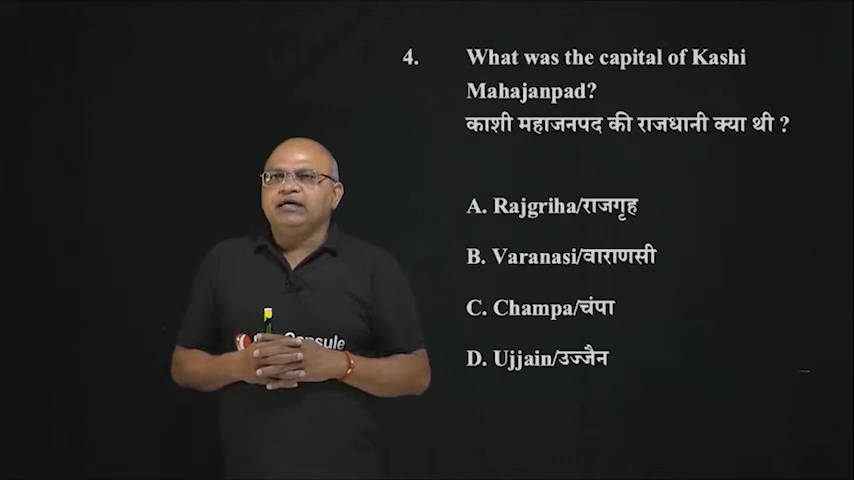 4. What was the capital of Kashi
Mahajanpad?
काशी महाजनपद की राजधानी क्या थी ?
A. Rajgriha/राजगृह
B. Varanasi/वाराणसी
C. Champa/चंपा
D. Ujjain/उज्जैन